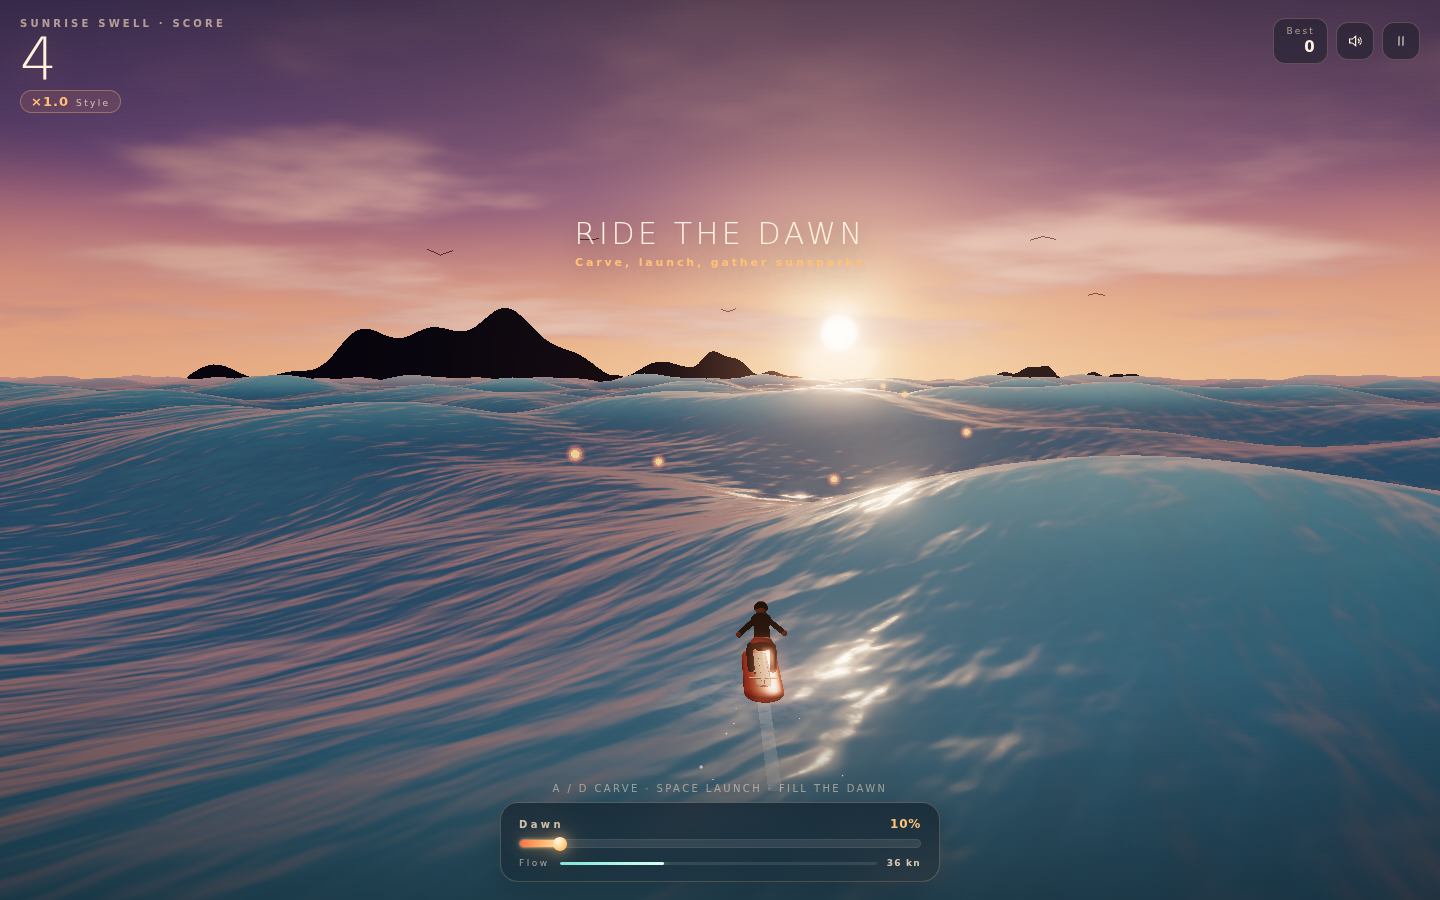 SUNRISE SWELL · SCORE
4
×1.0 Style
Best
0
RIDE THE DAWN
Carve, launch, gather sunsparks
A / D CARVE · SPACE LAUNCH · FILL THE DAWN
Dawn 10%
Flow 36 kn